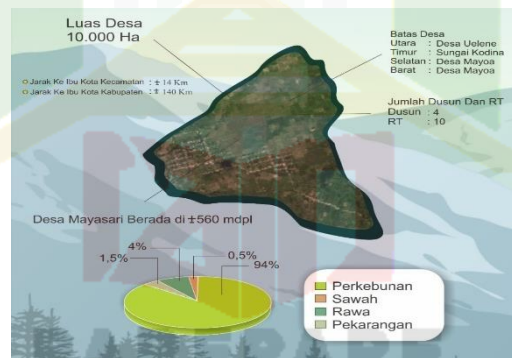 Luas Desa
10.000 Ha
Jarak Ke Ibu Kota Kecamatan : ± 14 Km
Jarak Ke Ibu Kota Kabupaten : ± 140 Km
Batas Desa
Utara : Desa Uelene
Timur : Sungai Kodina
Selatan : Desa Mayoa
Barat : Desa Mayoa
Jumlah Dusun Dan RT
Dusun : 4
RT : 10
Desa Mayasari Berada di ±560 mdpl
4%
0,5%
1,5%
94%
Perkebunan
Sawah
Rawa
Pekarangan